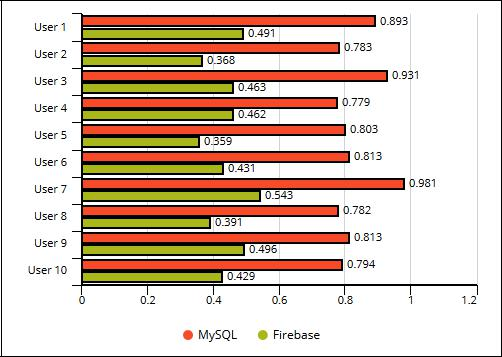 User 1 0.893
0.491
User 2 0.783
0.368
User 3 0.931
0.463
User 4 0.779
0.462
User 5 0.803
0.359
User 6 0.813
0.431
User 7 0.981
0.543
User 8 0.782
0.391
User 9 0.813
0.496
User 10 0.794
0.429
0 0.2 0.4 0.6 0.8 1 1.2
MySQL Firebase